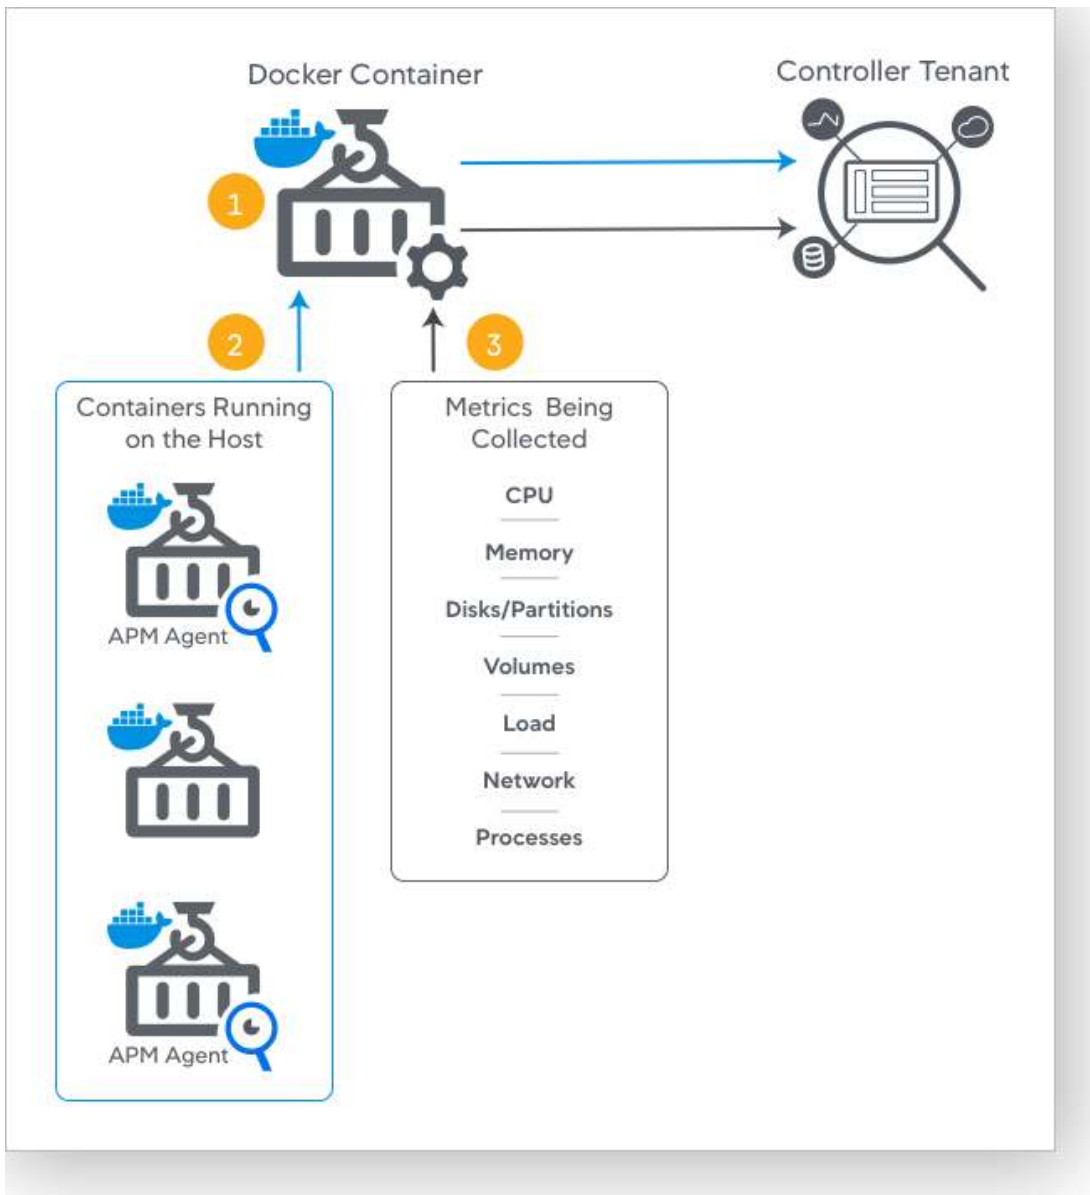 Docker Container
Controller Tenant
1
2
3
Containers Running
on the Host
APM Agent
APM Agent
Metrics Being
Collected
CPU
Memory
Disks/Partitions
Volumes
Load
Network
Processes